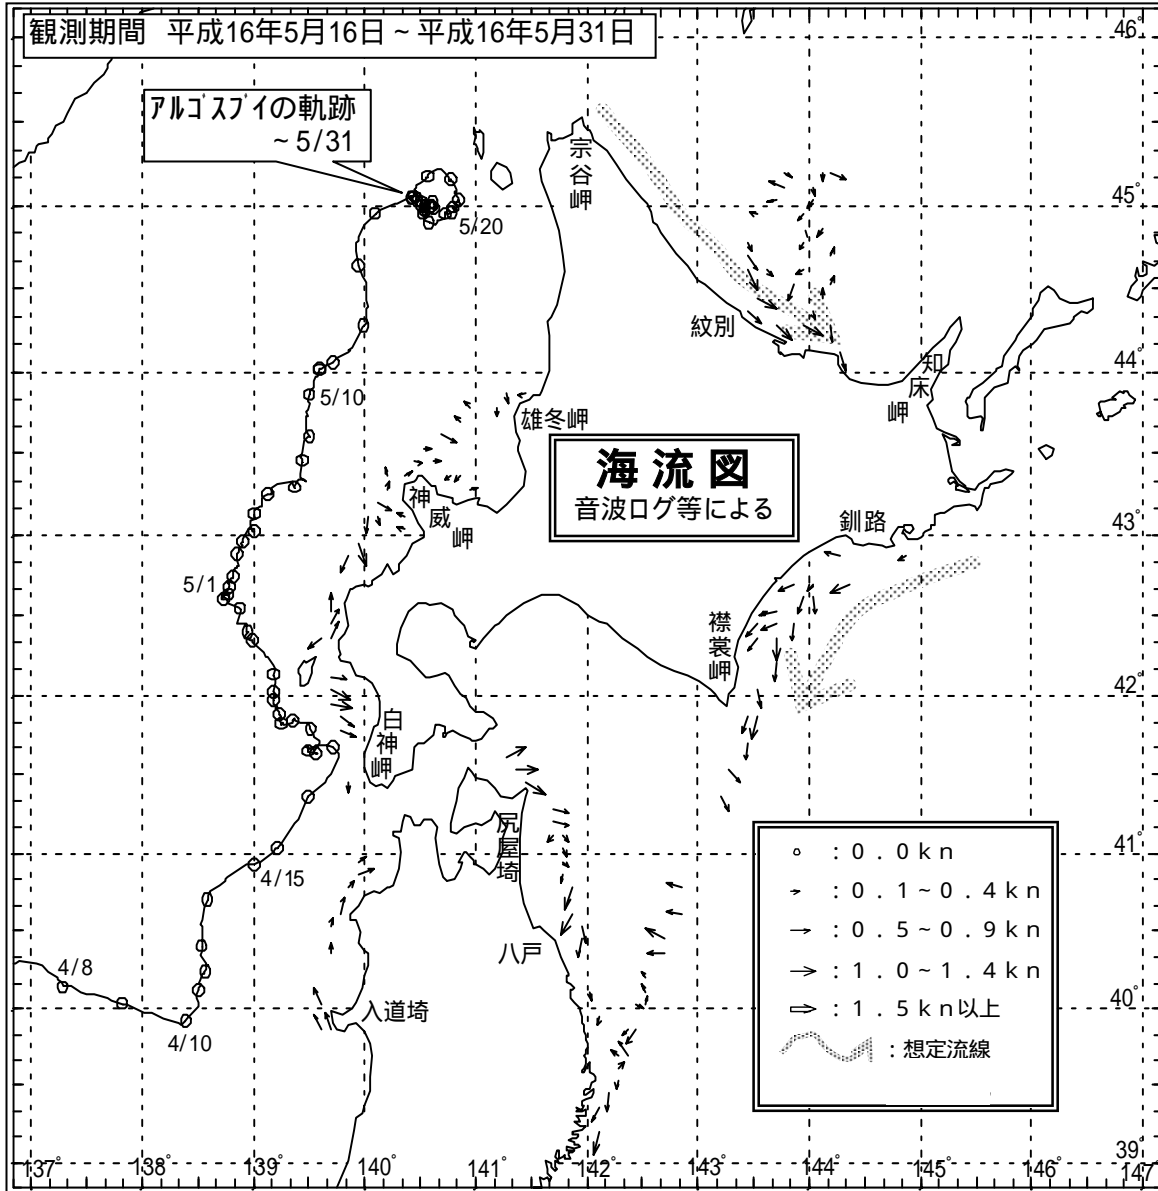 観測期間 平成16年5月16日~平成16年5月31日
46°
アルゴスブイの軌跡
~5/31
宗谷岬
45°
5/20
紋別
44°
知床岬
5/10
雄冬岬
海流図
音波ログ等による
神威岬
釧路
43°
5/1
襟裳岬
42°
白神岬
尻屋埼
41°
4/15
:0.0kn
:0.1~0.4kn
:0.5~0.9kn
:1.0~1.4kn
:1.5kn以上
:想定流線
八戸
4/8
40°
入道埼
4/10
39°
137° 138° 139° 140° 141° 142° 143° 144° 145° 146° 147°